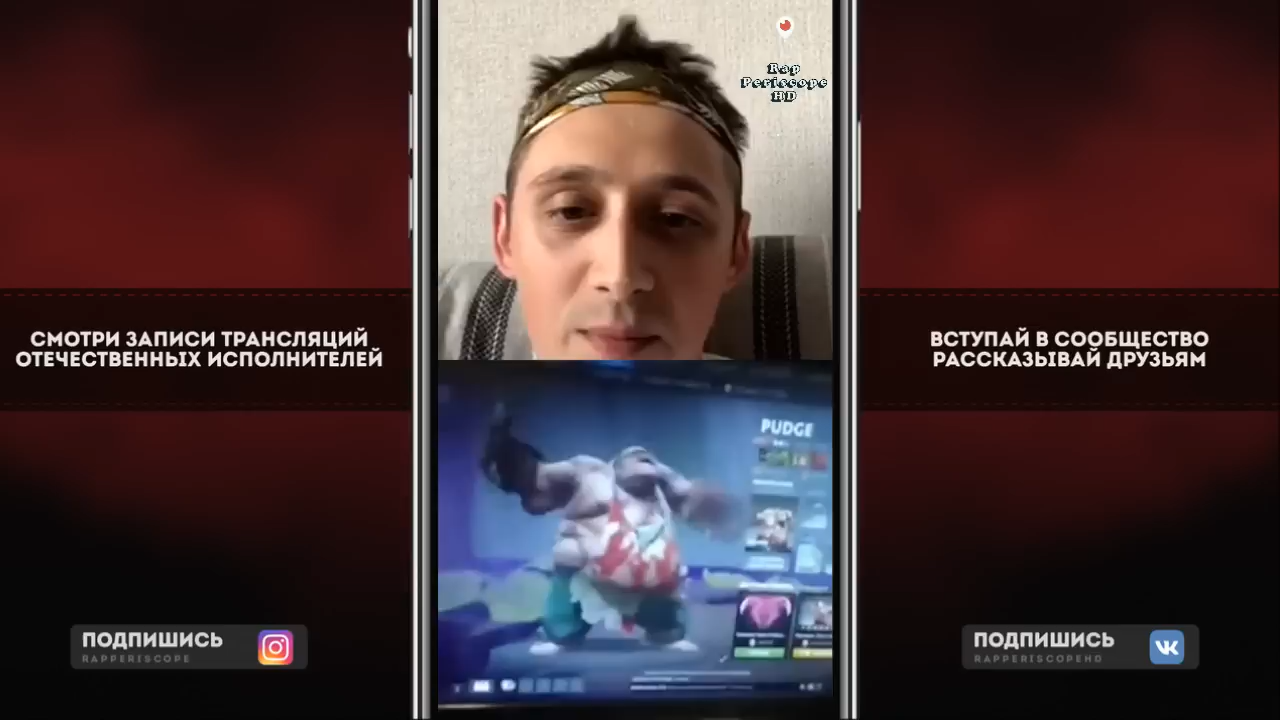 Rap
Periscope
HD
СМОТРИ ЗАПИСИ ТРАНСЛЯЦИЙ
ОТЕЧЕСТВЕННЫХ ИСПОЛНИТЕЛЕЙ
ВСТУПАЙ В СООБЩЕСТВО
РАССКАЗЫВАЙ ДРУЗЬЯМ
PUDGE
ПОДПИШИСЬ
RAPPERISCOPE
ПОДПИШИСЬ
RAPPERISCOPEHD